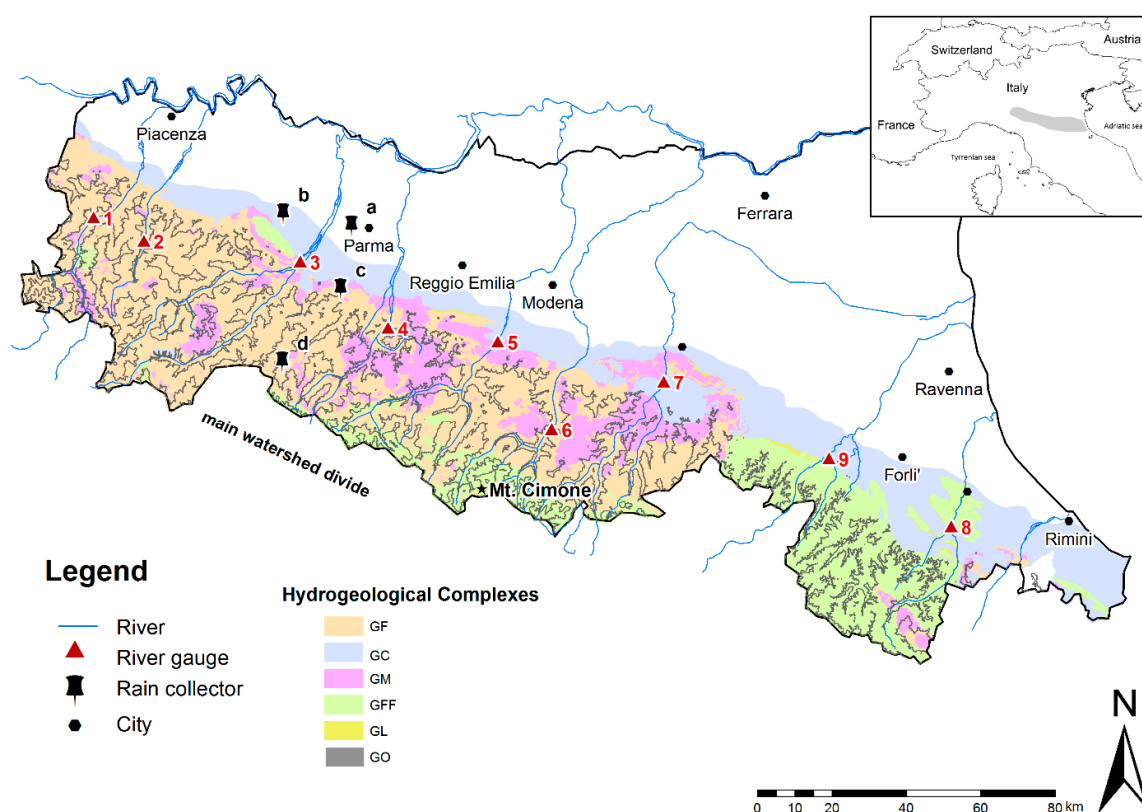 Switzerland
Austria
Italy
France
Adriatic sea
Tyrrenian sea
Piacenza
b
a
Parma
Ferrara
1
2
3
c
Reggio Emilia
Modena
4
5
d
7
Ravenna
6
main watershed divide
9
Forli'
Mt. Cimone
8
Rimini
Legend
River
River gauge
Rain collector
City
Hydrogeological Complexes
GF
GC
GM
GFF
GL
GO
N
0 5 10 20 40 60 80 km